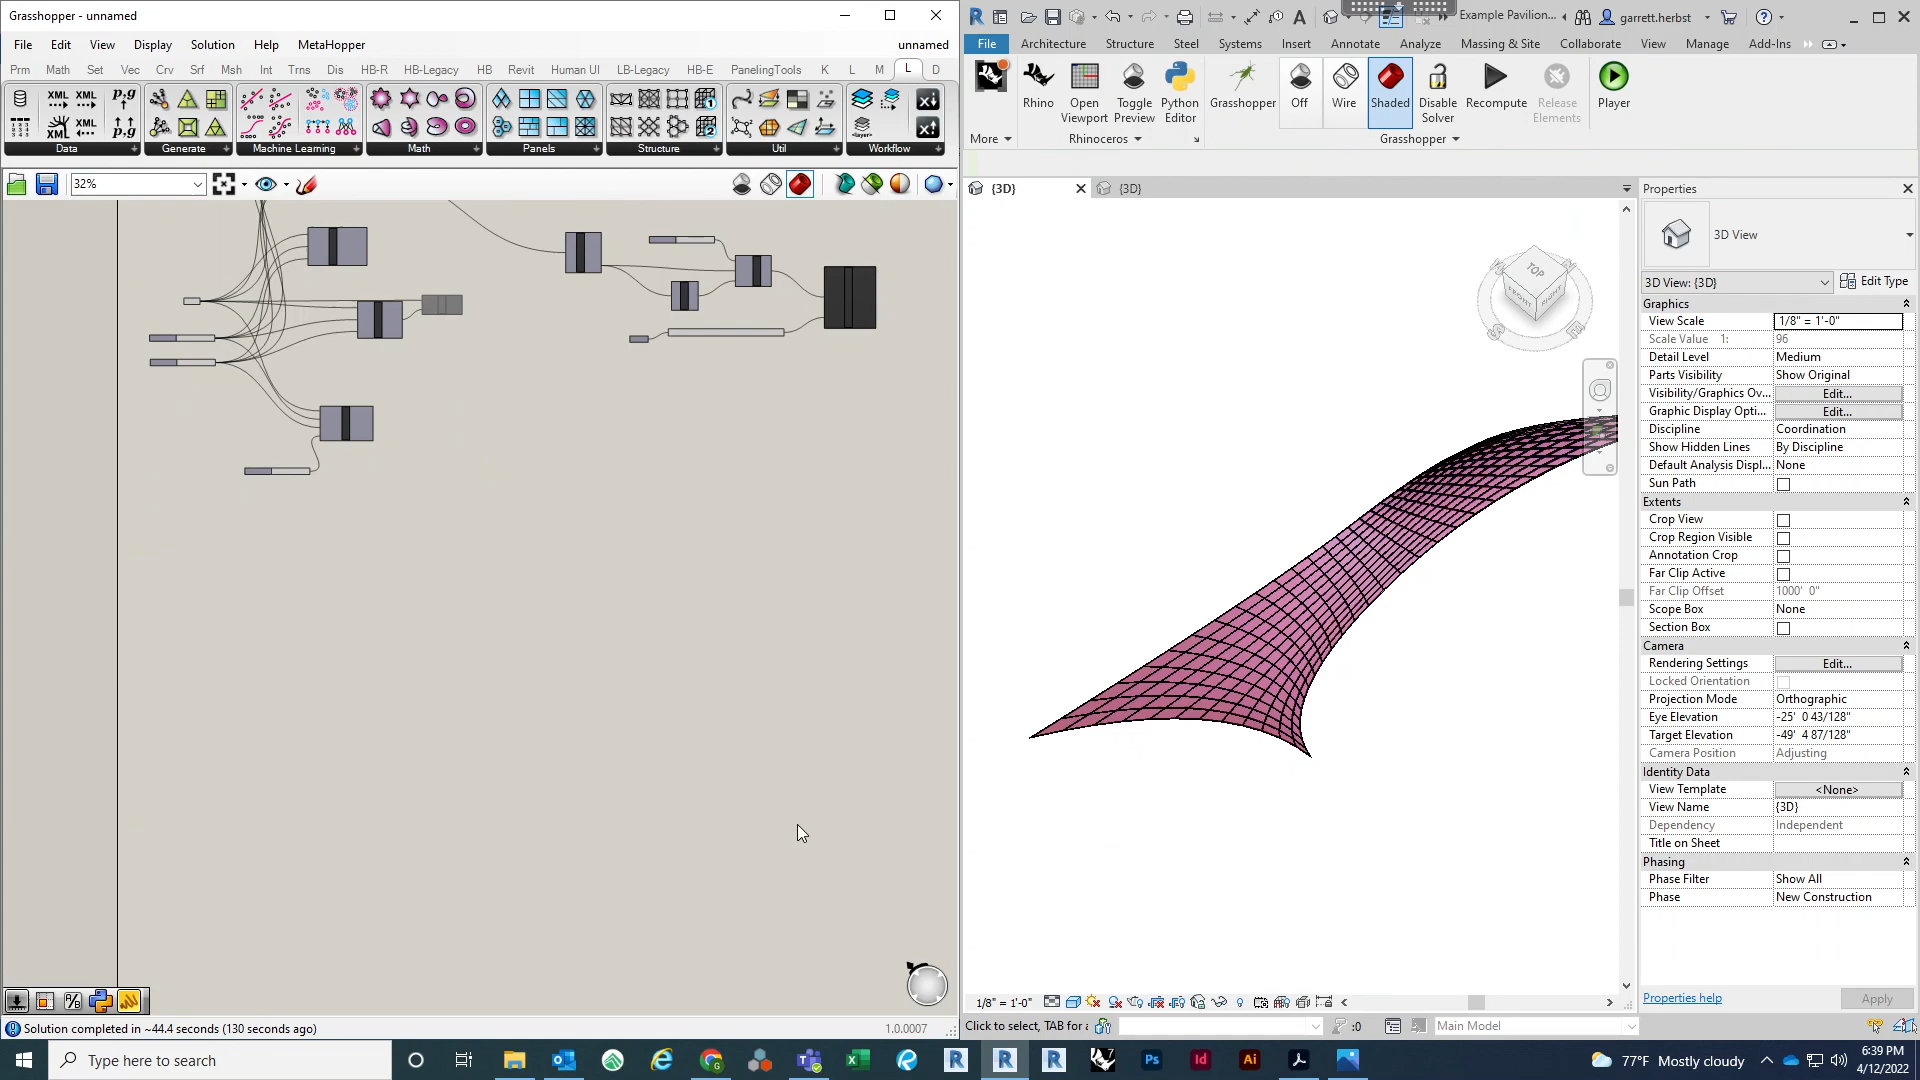 Grasshopper - unnamed
File Edit View Display Solution Help MetaHopper unnamed
Prm Math Set Vec Crv Srf Msh Int Trns Dis HB-R HB-Legacy HB Revit Human UI LB-Legacy HB-E PanelingTools K L M L D
XML XML p,q
XML XML p,q
Data Generate Machine Learning Math Panels Structure Util Workflow
32%
Solution completed in ~44.4 seconds (130 seconds ago) 1.0.0007
Example Pavilion... garrett.herbst
File Architecture Structure Steel Systems Insert Annotate Analyze Massing & Site Collaborate View Manage Add-Ins
Rhino Open Viewport Toggle Preview Python Editor Grasshopper Off Wire Shaded Disable Solver Recompute Release Elements Player
More Rhinoceros Grasshopper
{3D} {3D}
TOP
FRONT RIGHT
Properties
3D View
3D View: {3D} Edit Type
Graphics
View Scale 1/8" = 1'-0"
Scale Value 1: 96
Detail Level Medium
Parts Visibility Show Original
Visibility/Graphics Ov... Edit...
Graphic Display Opti... Edit...
Discipline Coordination
Show Hidden Lines By Discipline
Default Analysis Displ... None
Sun Path
Extents
Crop View
Crop Region Visible
Annotation Crop
Far Clip Active
Far Clip Offset 1000' 0"
Scope Box None
Section Box
Camera
Rendering Settings Edit...
Locked Orientation
Projection Mode Orthographic
Eye Elevation -25' 0 43/128"
Target Elevation -49' 4 87/128"
Camera Position Adjusting
Identity Data
View Template <None>
View Name {3D}
Dependency Independent
Title on Sheet
Phasing
Phase Filter Show All
Phase New Construction
Properties help Apply
1/8" = 1'-0"
Click to select, TAB for a :0 Main Model
Type here to search
77°F Mostly cloudy
6:39 PM
4/12/2022